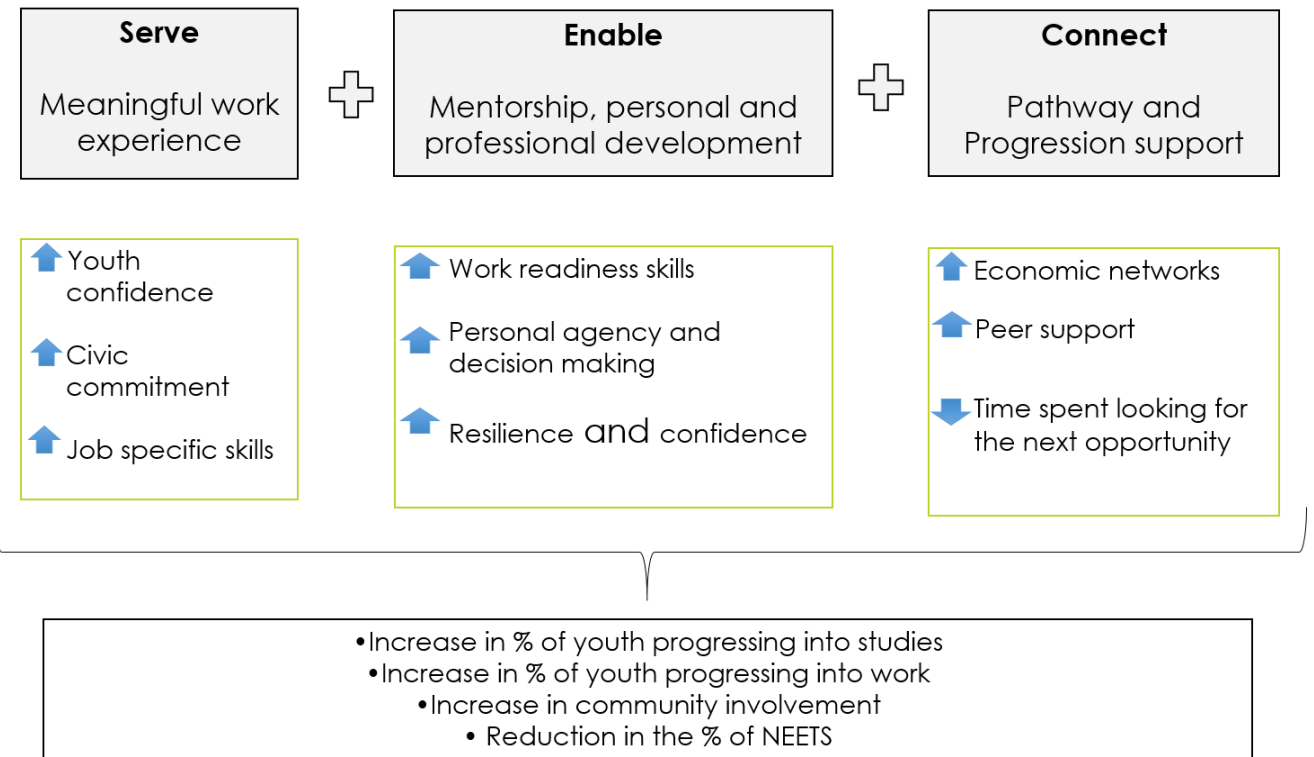 Serve
Meaningful work
experience
Enable
Mentorship, personal and
professional development
Connect
Pathway and
Progression support
Youth
confidence
Civic
commitment
Job specific skills
Work readiness skills
Personal agency and
decision making
Resilience and confidence
Economic networks
Peer support
Time spent looking for
the next opportunity
•Increase in % of youth progressing into studies
•Increase in % of youth progressing into work
•Increase in community involvement
• Reduction in the % of NEETS